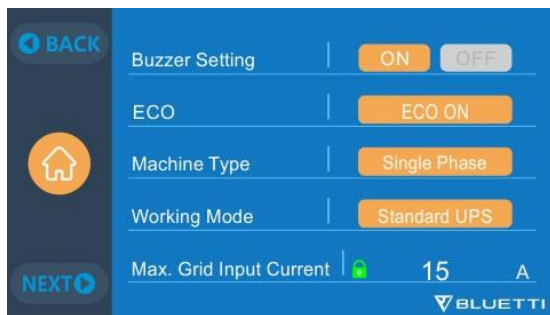 BACK
Buzzer Setting ON OFF
ECO ECO ON
Machine Type Single Phase
Working Mode Standard UPS
Max. Grid Input Current 15 A
NEXT
BLUETTI